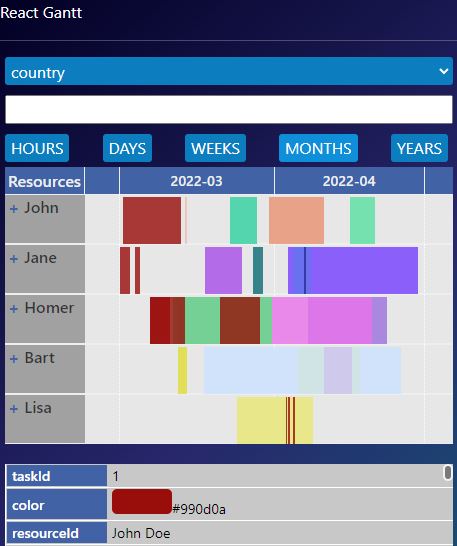 React Gantt
country
HOURS DAYS WEEKS MONTHS YEARS
Resources 2022-03 2022-04
+ John
+ Jane
+ Homer
+ Bart
+ Lisa
taskId 1
color #990d0a
resourceId John Doe